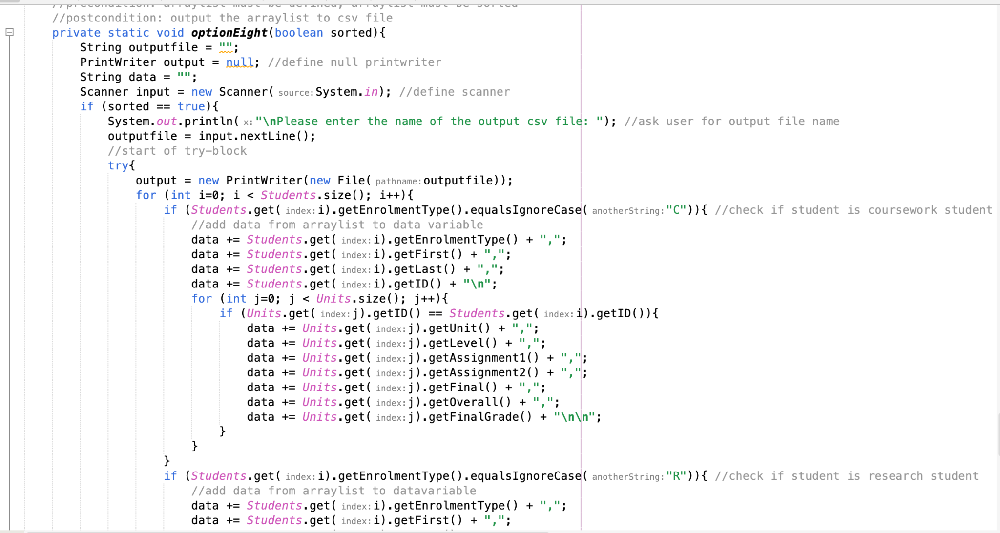 //precondition: arraylist must be defined, arraylist must be sorted
//postcondition: output the arraylist to csv file
private static void optionEight(boolean sorted){
String outputfile = "";
PrintWriter output = null; //define null printwriter
String data = "";
Scanner input = new Scanner( source: System.in); //define scanner
if (sorted == true){
System.out.println( x: "\nPlease enter the name of the output csv file: "); //ask user for output file name
outputfile = input.nextLine();
//start of try-block
try{
output = new PrintWriter(new File( pathname: outputfile));
for (int i=0; i < Students.size(); i++){
if (Students.get( index: i).getEnrolmentType().equalsIgnoreCase( anotherString: "C")){ //check if student is coursework student
//add data from arraylist to data variable
data += Students.get( index: i).getEnrolmentType() + ",";
data += Students.get( index: i).getFirst() + ",";
data += Students.get( index: i).getLast() + ",";
data += Students.get( index: i).getID() + "\n";
for (int j=0; j < Units.size(); j++){
if (Units.get( index: j).getID() == Students.get( index: i).getID()){
data += Units.get( index: j).getUnit() + ",";
data += Units.get( index: j).getLevel() + ",";
data += Units.get( index: j).getAssignment1() + ",";
data += Units.get( index: j).getAssignment2() + ",";
data += Units.get( index: j).getFinal() + ",";
data += Units.get( index: j).getOverall() + ",";
data += Units.get( index: j).getFinalGrade() + "\n\n";
}
}
}
if (Students.get( index: i).getEnrolmentType().equalsIgnoreCase( anotherString: "R")){ //check if student is research student
//add data from arraylist to datavariable
data += Students.get( index: i).getEnrolmentType() + ",";
data += Students.get( index: i).getFirst() + ",";